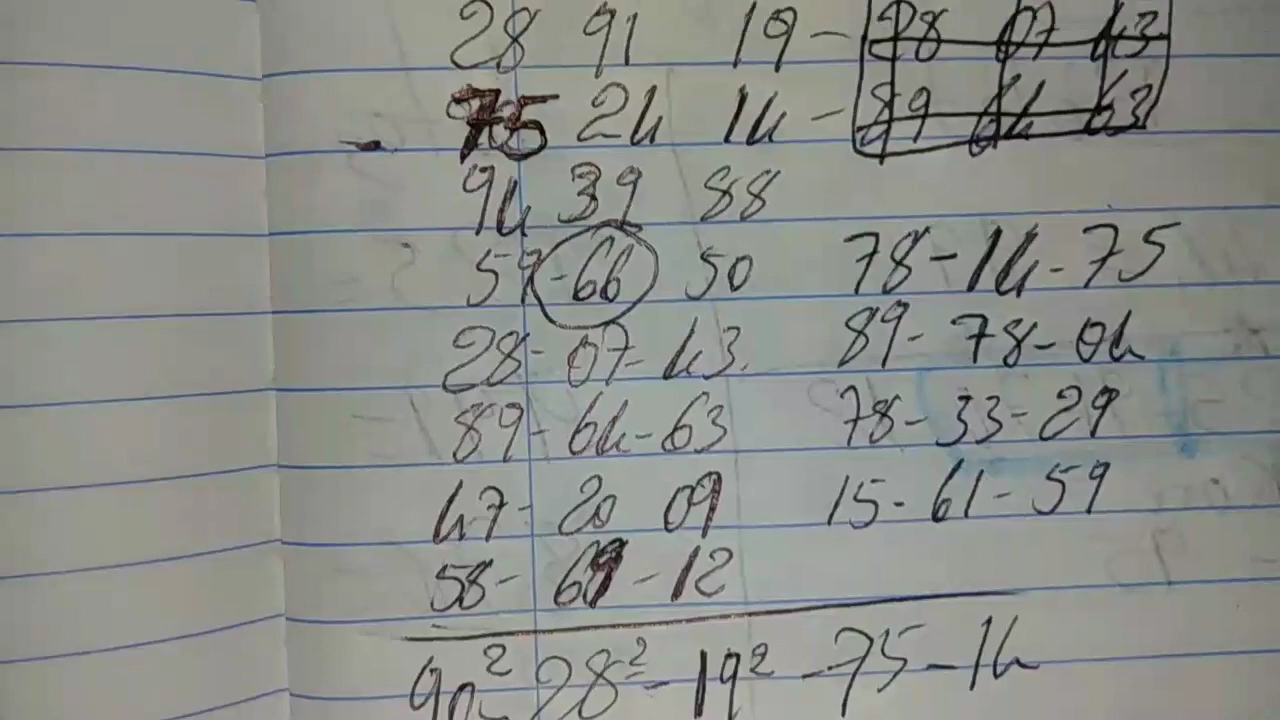 28 91 19 - 28 07 43
75 24 14 - 89 64 63
94 39 88
59 - 66 50 78 - 14 - 75
28 - 07 - 43. 89 - 78 - 04
89 - 64 - 63 78 - 33 - 29
47 - 20 09 15 - 61 - 59
58 - 69 - 12
28² - 19² - 75 - 14